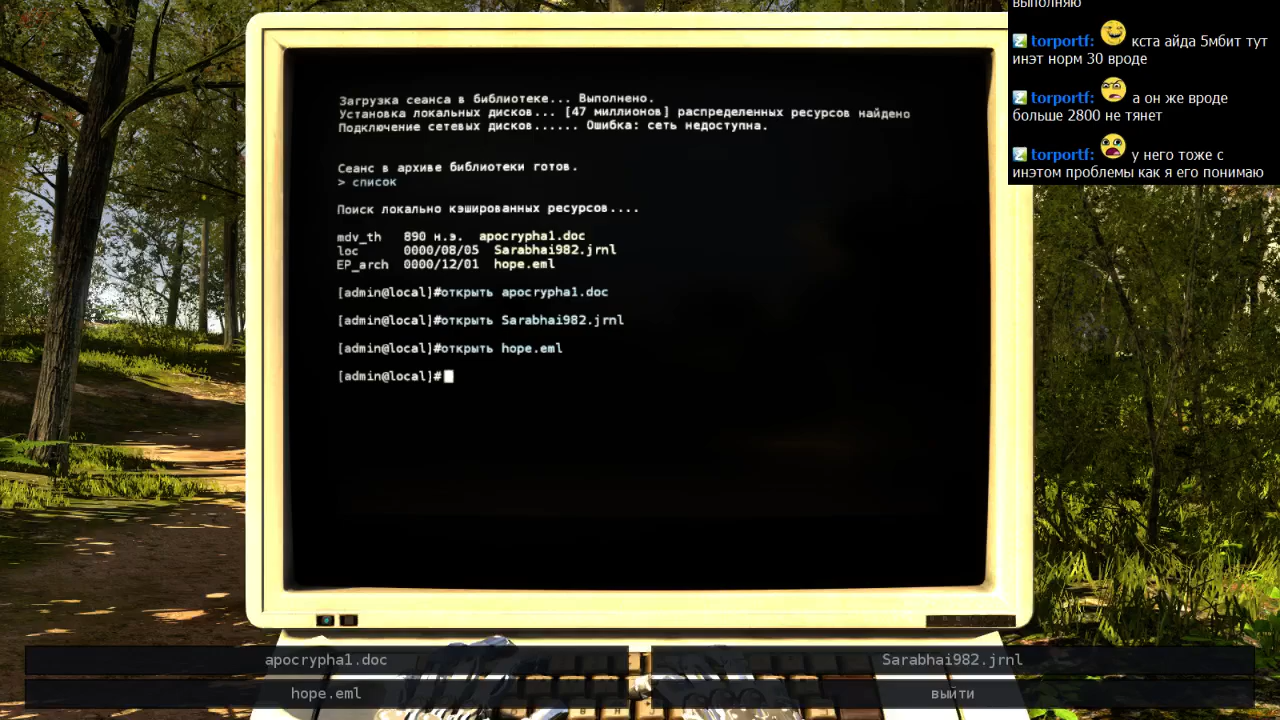 Загрузка сеанса в библиотеке... Выполнено.
Установка локальных дисков... [47 миллионов] распределенных ресурсов найдено
Подключение сетевых дисков...... Ошибка: сеть недоступна.
Сеанс в архиве библиотеки готов.
> список
Поиск локально кэшированных ресурсов....
mdv_th 890 н.э. apocrypha1.doc
loc 0000/08/05 Sarabhai982.jrnl
EP_arch 0000/12/01 hope.eml
[admin@local]#открыть apocrypha1.doc
[admin@local]#открыть Sarabhai982.jrnl
[admin@local]#открыть hope.eml
[admin@local]#
apocrypha1.doc
Sarabhai982.jrnl
hope.eml
выйти
выполняю
torportf: кста айда 5мбит тут
инэт норм 30 вроде
torportf: а он же вроде
больше 2800 не тянет
torportf: у него тоже с
инэтом проблемы как я его понимаю